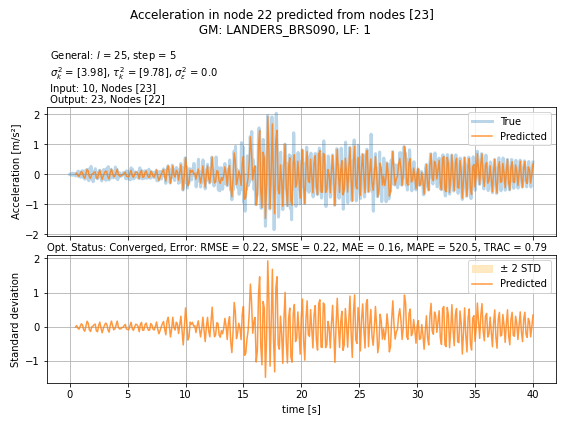 Acceleration in node 22 predicted from nodes [23]
GM: LANDERS_BRS090, LF: 1
General: l = 25, step = 5
σ²ₖ = [3.98], τ²ₖ = [9.78], σ²ε = 0.0
Input: 10, Nodes [23]
Output: 23, Nodes [22]
Acceleration [m/s²]
2
1
0
−1
−2
True
Predicted
Opt. Status: Converged, Error: RMSE = 0.22, SMSE = 0.22, MAE = 0.16, MAPE = 520.5, TRAC = 0.79
Standard deviation
2
1
0
−1
± 2 STD
Predicted
0 5 10 15 20 25 30 35 40
time [s]